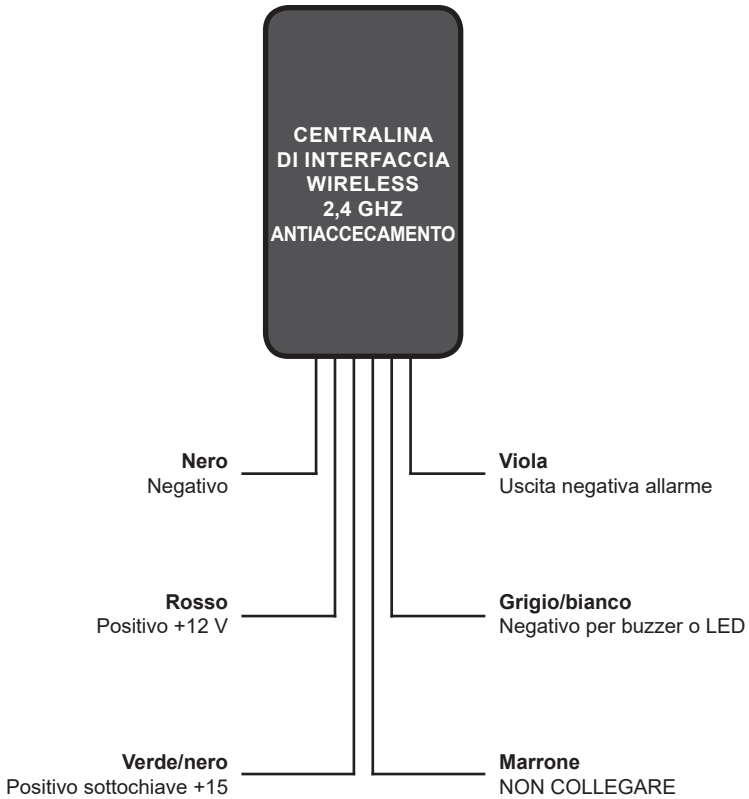 CENTRALINA
DI INTERFACCIA
WIRELESS
2,4 GHZ
ANTIACCECAMENTO
Nero
Negativo
Viola
Uscita negativa allarme
Rosso
Positivo +12 V
Grigio/bianco
Negativo per buzzer o LED
Verde/nero
Positivo sottochiave +15
Marrone
NON COLLEGARE